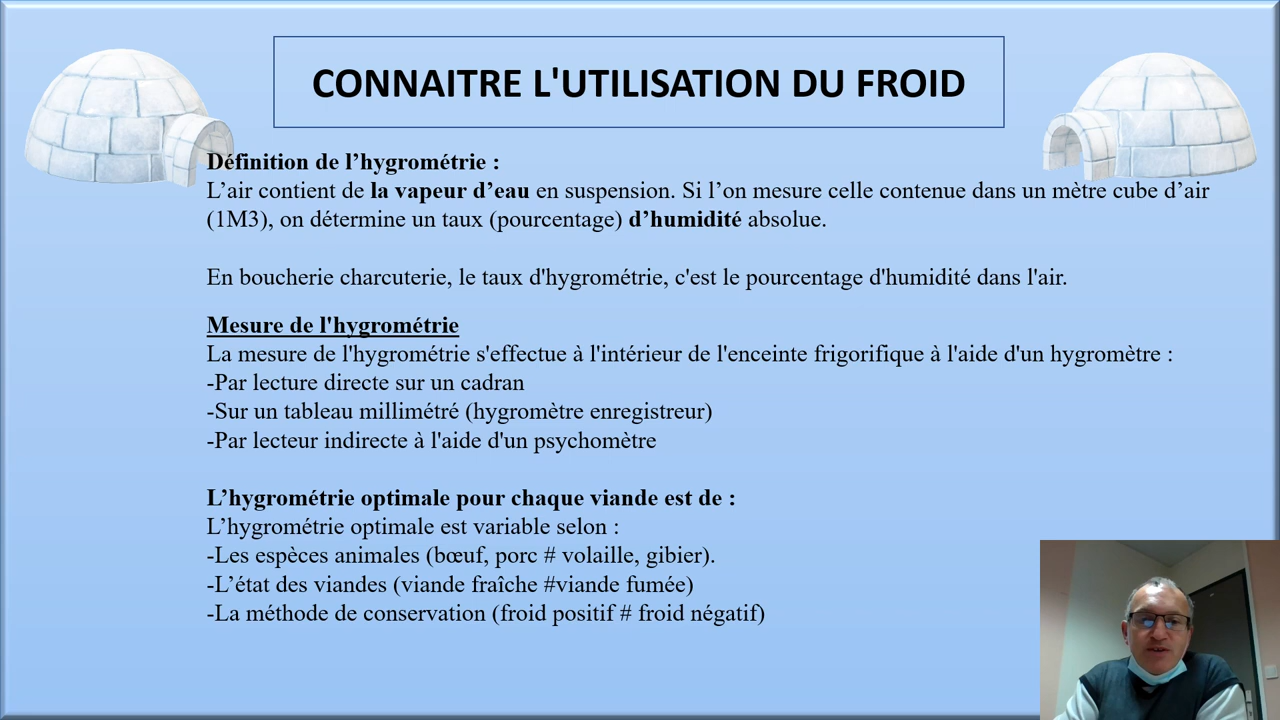 CONNAITRE L'UTILISATION DU FROID
Définition de l’hygrométrie :
L’air contient de la vapeur d’eau en suspension. Si l’on mesure celle contenue dans un mètre cube d’air
(1M3), on détermine un taux (pourcentage) d’humidité absolue.
En boucherie charcuterie, le taux d'hygrométrie, c'est le pourcentage d'humidité dans l'air.
Mesure de l'hygrométrie
La mesure de l'hygrométrie s'effectue à l'intérieur de l'enceinte frigorifique à l'aide d'un hygromètre :
-Par lecture directe sur un cadran
-Sur un tableau millimétré (hygromètre enregistreur)
-Par lecteur indirecte à l'aide d'un psychomètre
L’hygrométrie optimale pour chaque viande est de :
L’hygrométrie optimale est variable selon :
-Les espèces animales (bœuf, porc # volaille, gibier).
-L’état des viandes (viande fraîche #viande fumée)
-La méthode de conservation (froid positif # froid négatif)